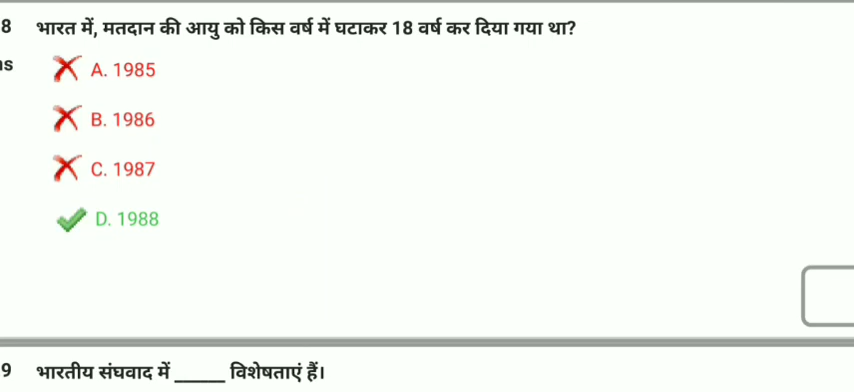 8 भारत में, मतदान की आयु को किस वर्ष में घटाकर 18 वर्ष कर दिया गया था?
A. 1985
B. 1986
C. 1987
D. 1988
9 भारतीय संघवाद में ______ विशेषताएं हैं।